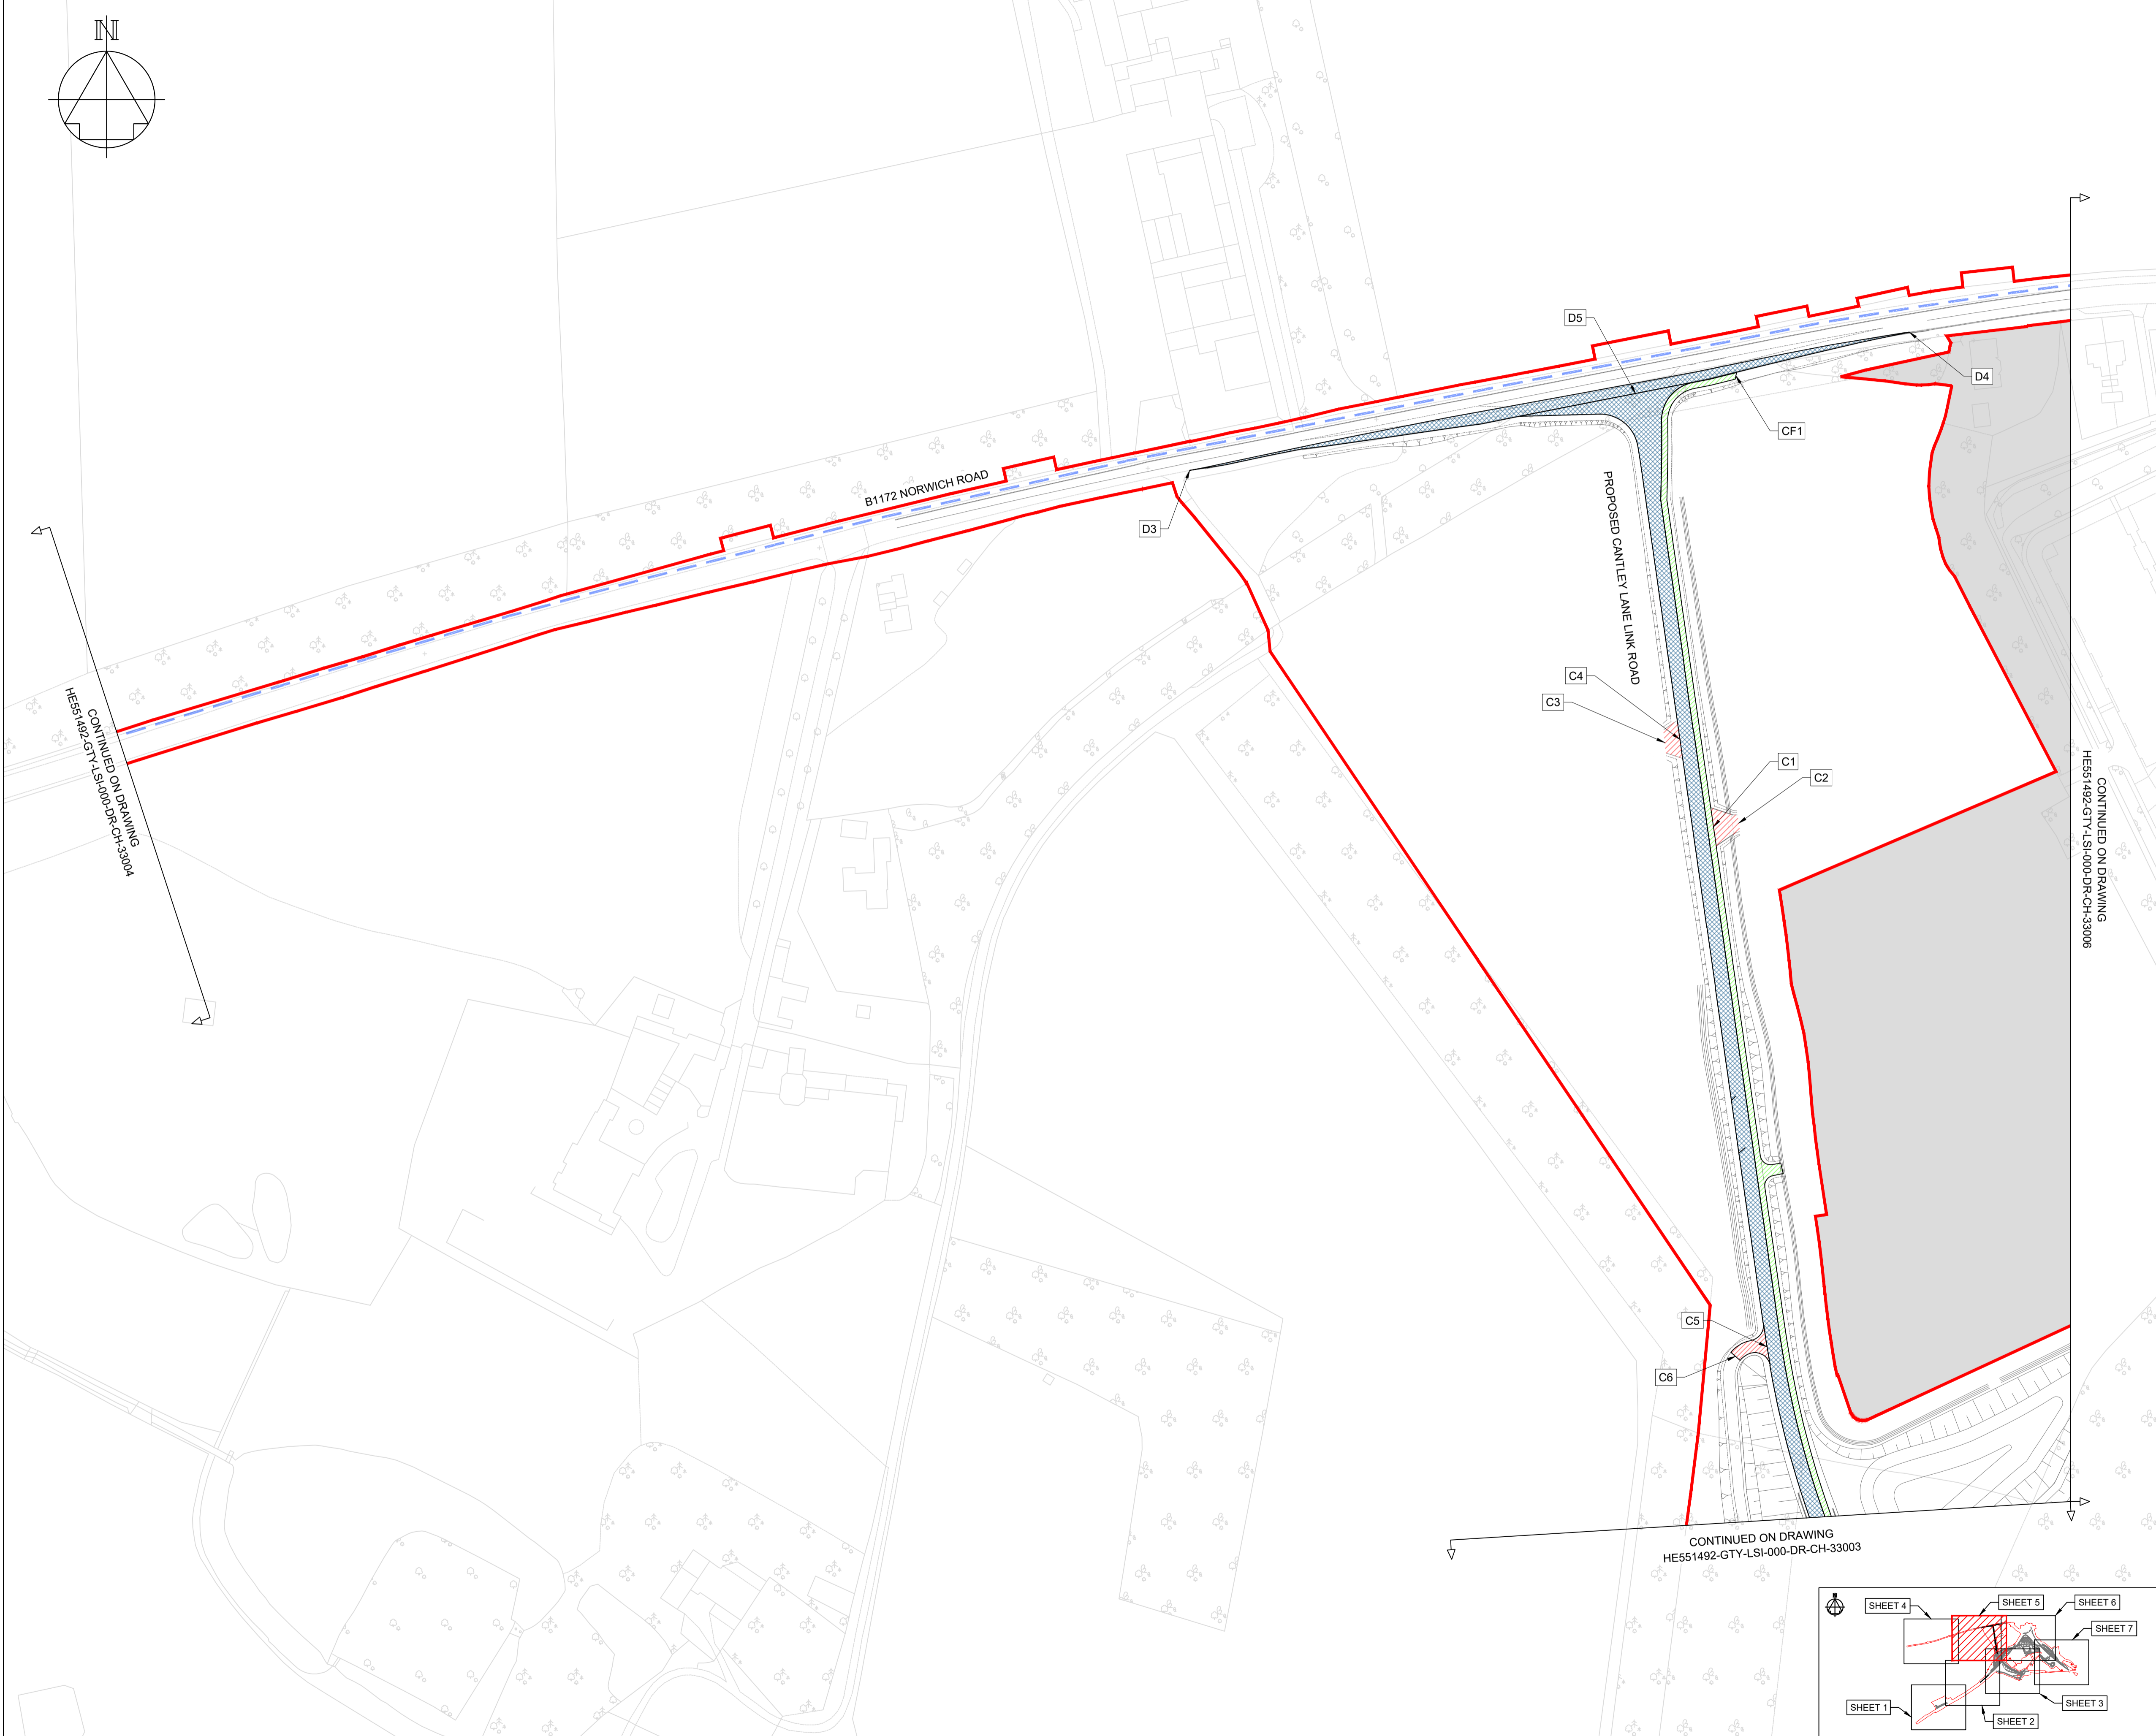 N
D5
D4
CF1
B1172 NORWICH ROAD
D3
PROPOSED CANTLEY LANE LINK ROAD
C4
C3
C1
C2
CONTINUED ON DRAWING
HE551492-GTY-LSI-000-DR-CH-33004
CONTINUED ON DRAWING
HE551492-GTY-LSI-000-DR-CH-33006
C5
C6
CONTINUED ON DRAWING
HE551492-GTY-LSI-000-DR-CH-33003
SHEET 4
SHEET 5
SHEET 6
SHEET 7
SHEET 1
SHEET 3
SHEET 2